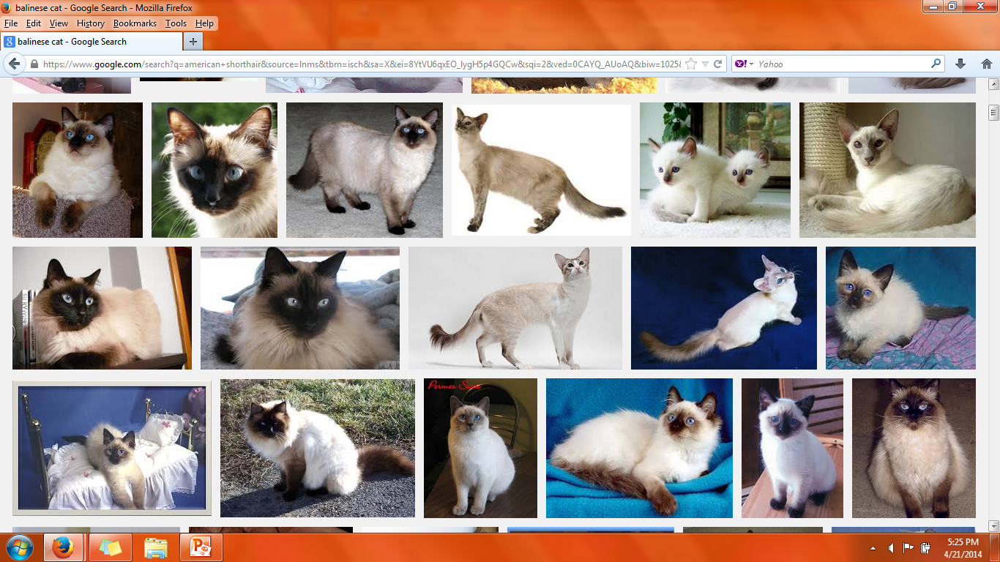 balinese cat - Google Search - Mozilla Firefox
File Edit View History Bookmarks Tools Help
balinese cat - Google Search
https://www.google.com/search?q=american+shorthair&source=lnms&tbm=isch&sa=X&ei=8YtVU6qxEO_lygH5p4GQCw&sqi=2&ved=0CAYQ_AUoAQ&biw=1025&
Yahoo
5:25 PM
4/21/2014